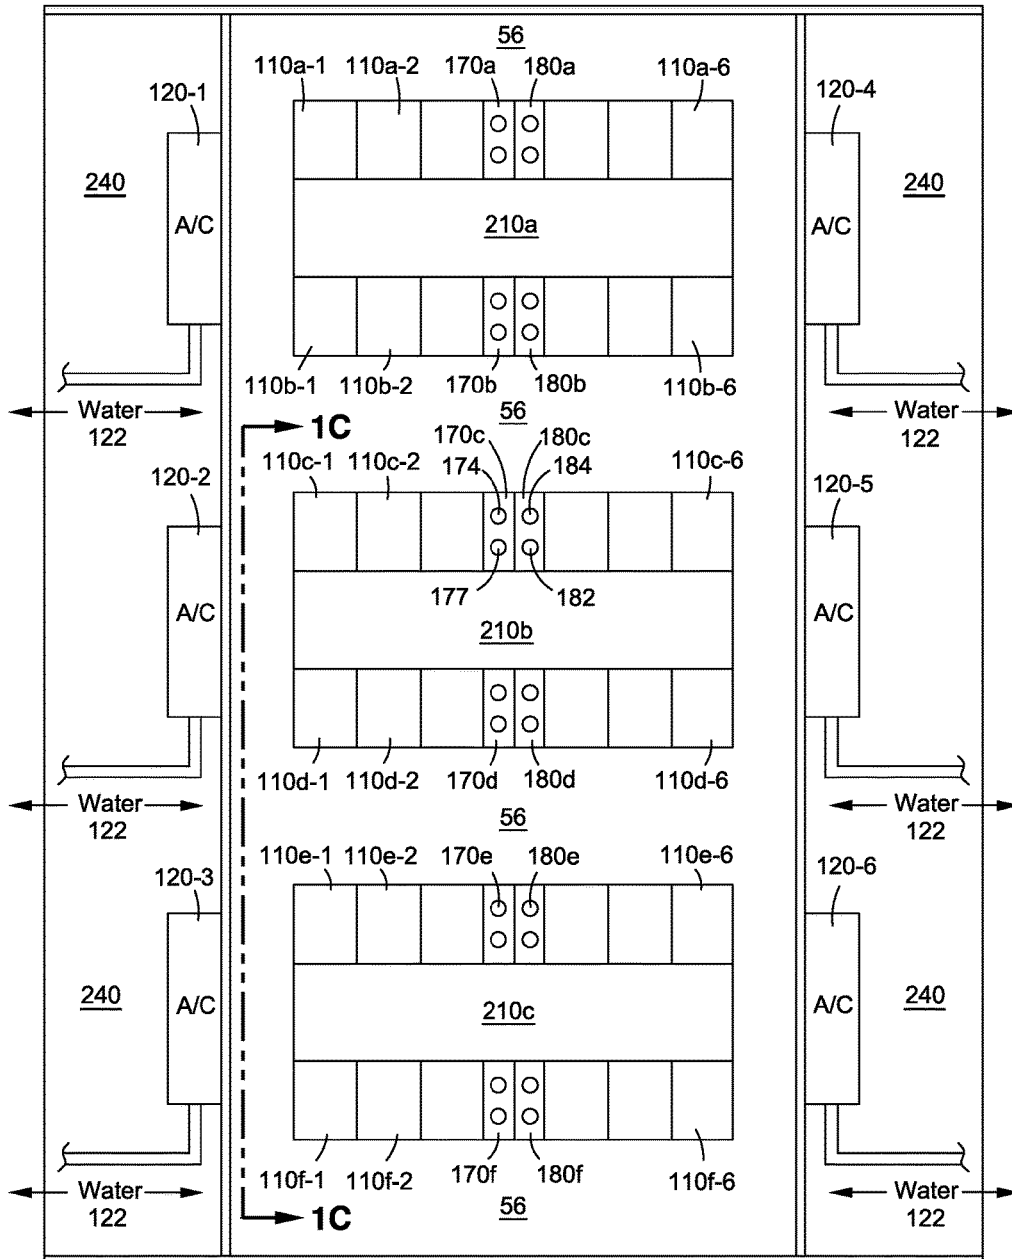 56
110a-1 110a-2 170a 180a 110a-6
120-1 120-4
240 240
A/C 210a A/C
110b-1 110b-2 170b 180b 110b-6
Water 56 Water
122 1C 122
170c 180c
110c-1 110c-2 174 184 110c-6
120-2 120-5
177 182
A/C 210b A/C
110d-1 110d-2 170d 180d 110d-6
Water Water
122 56 122
110e-1 110e-2 170e 180e 110e-6
120-3 120-6
240 A/C 210c A/C 240
110f-1 110f-2 170f 180f 110f-6
Water 56 Water
122 1C 122